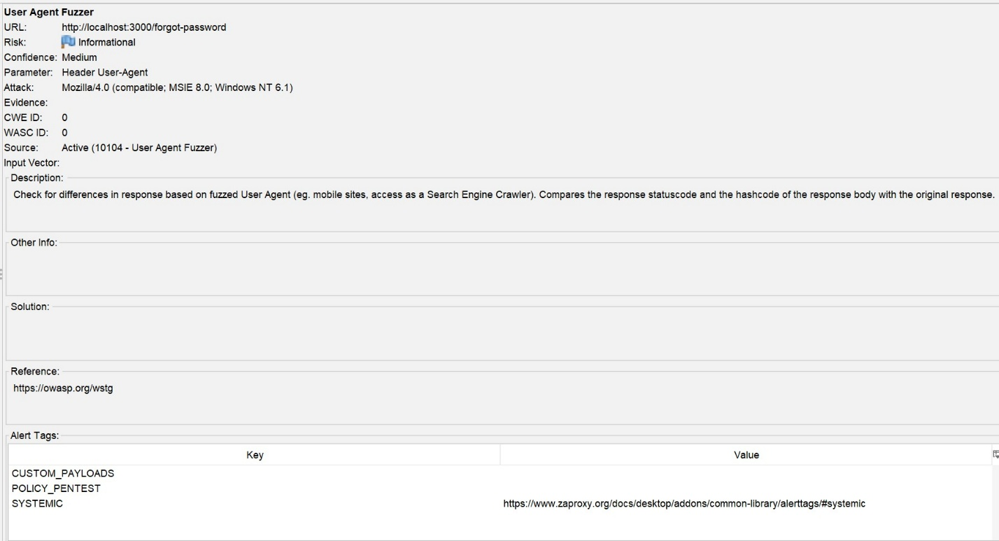 User Agent Fuzzer
URL: http://localhost:3000/forgot-password
Risk: Informational
Confidence: Medium
Parameter: Header User-Agent
Attack: Mozilla/4.0 (compatible; MSIE 8.0; Windows NT 6.1)
Evidence:
CWE ID: 0
WASC ID: 0
Source: Active (10104 - User Agent Fuzzer)
Input Vector:
Description:
Check for differences in response based on fuzzed User Agent (eg. mobile sites, access as a Search Engine Crawler). Compares the response statuscode and the hashcode of the response body with the original response.
Other Info:
Solution:
Reference:
https://owasp.org/wstg
Alert Tags:
Key Value
CUSTOM_PAYLOADS
POLICY_PENTEST
SYSTEMIC https://www.zaproxy.org/docs/desktop/addons/common-library/alerttags/#systemic